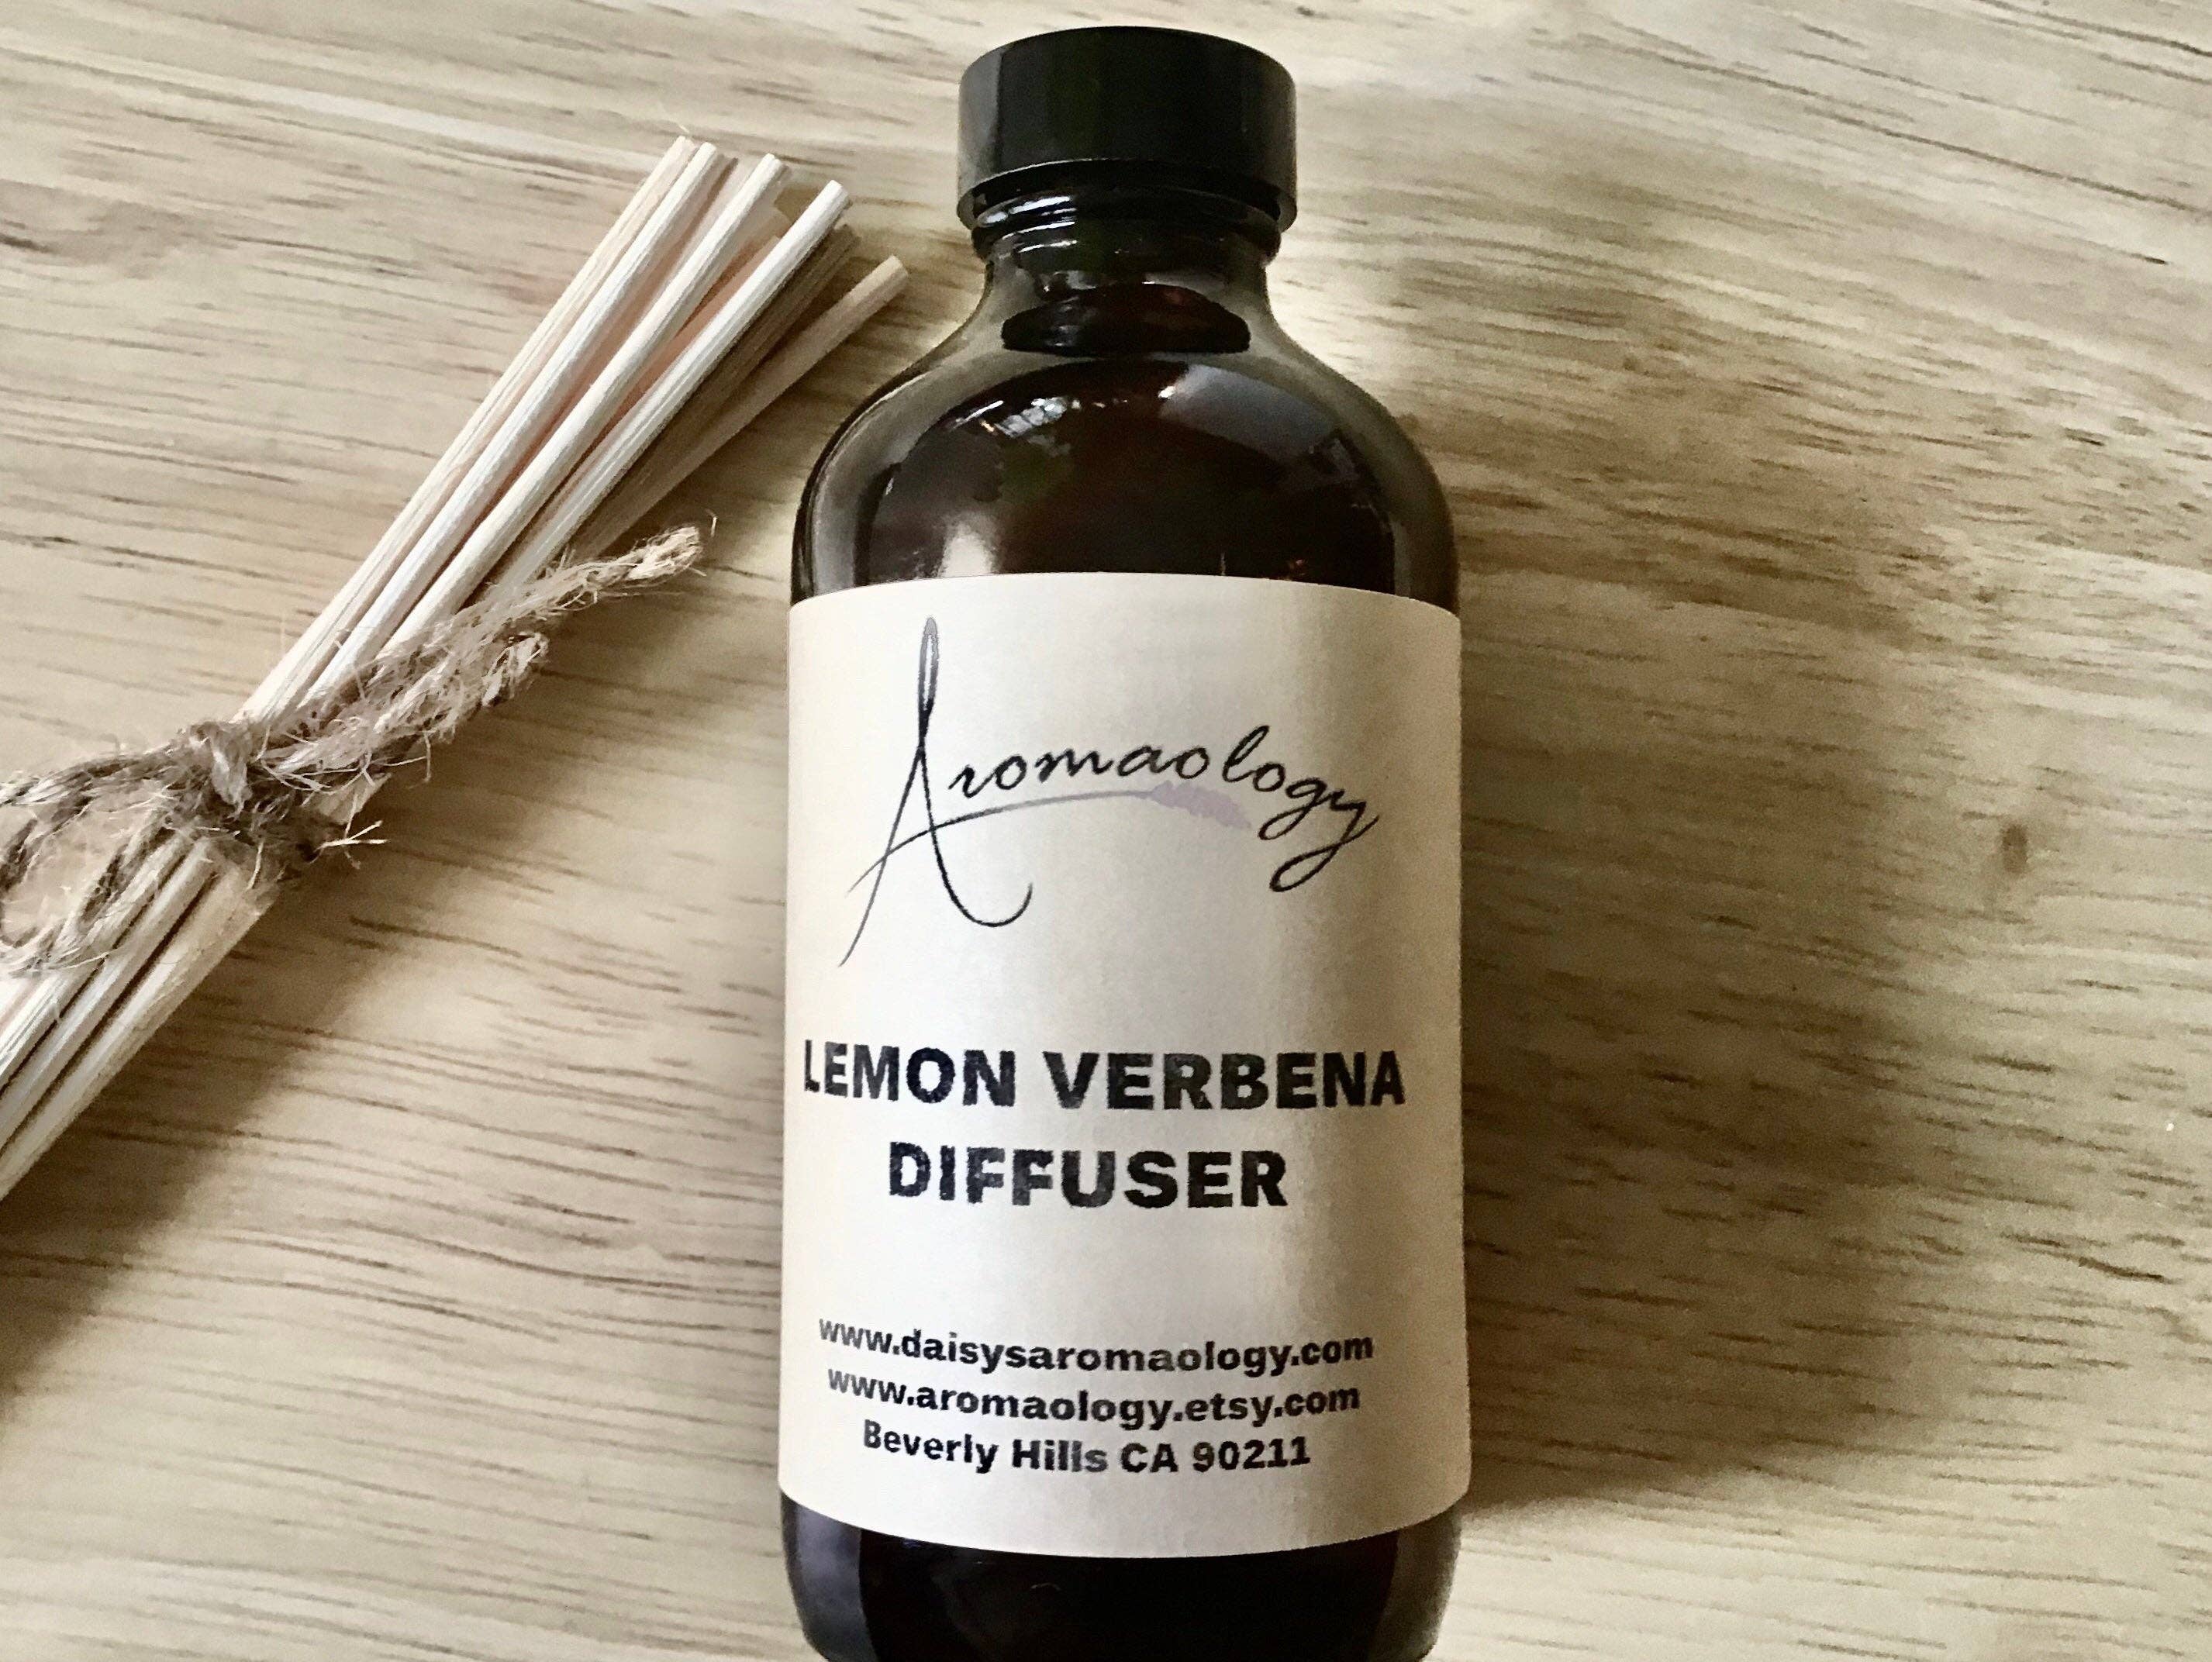 Aromaology
LEMON VERBENA
DIFFUSER
www.daisysaromaology.com
www.aromaology.etsy.com
Beverly Hills CA 90211